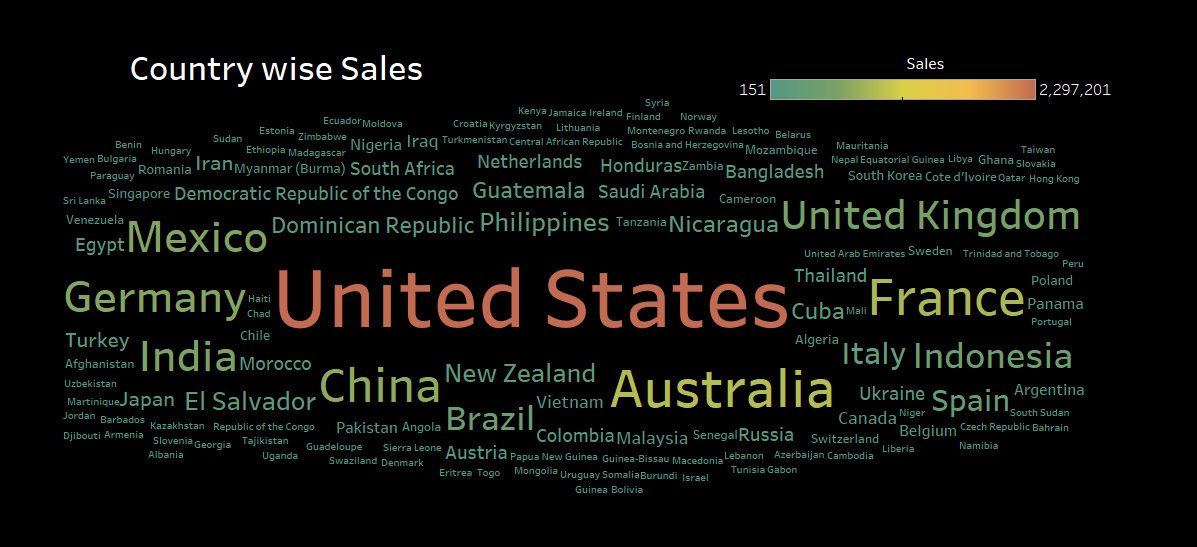 Country wise Sales
Sales
151 2,297,201
Syria
Kenya Jamaica Ireland
Finland Norway
Ecuador Moldova
Croatia Kyrgyzstan Lithuania
Estonia Montenegro Rwanda Lesotho
Sudan Zimbabwe Belarus
Benin Nigeria Iraq Turkmenistan Central African Republic Bosnia and Herzegovina Mauritania
Hungary Ethiopia Madagascar Mozambique Taiwan
Yemen Bulgaria Iran Netherlands Honduras Nepal Equatorial Guinea Libya Ghana Slovakia
Paraguay Romania Myanmar (Burma) South Africa Zambia Bangladesh South Korea Cote d'Ivoire Qatar Hong Kong
Singapore Democratic Republic of the Congo Guatemala Saudi Arabia
Sri Lanka Cameroon
Venezuela Dominican Republic Philippines Tanzania Nicaragua United Kingdom
Egypt Mexico
United Arab Emirates Sweden Trinidad and Tobago
Peru
Thailand Poland
Germany Haiti United States France Panama
Chad Cuba Mali
Portugal
Turkey Chile Algeria
India Italy Indonesia
Afghanistan Morocco
Uzbekistan New Zealand
China Australia Ukraine Argentina
Martinique Japan El Salvador Vietnam Spain
Jordan Barbados Brazil Canada Niger South Sudan
Kazakhstan Republic of the Congo Pakistan Angola Belgium Czech Republic Bahrain
Djibouti Armenia Colombia Malaysia Senegal Russia
Slovenia Georgia Tajikistan Switzerland
Guadeloupe Sierra Leone Liberia Namibia
Albania Uganda Austria Papua New Guinea Guinea-Bissau Macedonia Lebanon Azerbaijan Cambodia
Swaziland Denmark
Eritrea Togo Mongolia Tunisia Gabon
Uruguay Somalia Burundi Israel
Guinea Bolivia